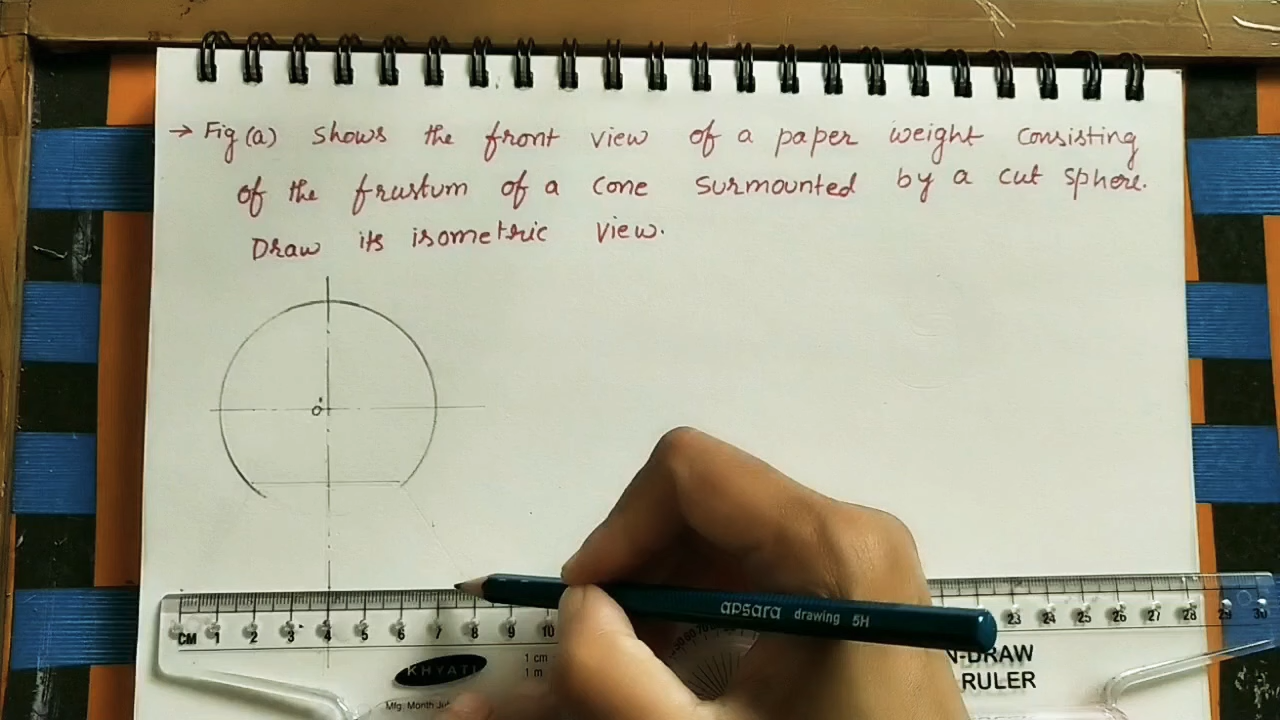 → Fig (a) shows the front view of a paper weight consisting
of the frustum of a cone surmounted by a cut sphere.
Draw its isometric view.
o'
apsara drawing 5H
CM 1 2 3 4 5 6 7 8 9 10 23 24 25 26 27 28 29 30
KHYATI
1 cm
1 m
N-DRAW
RULER